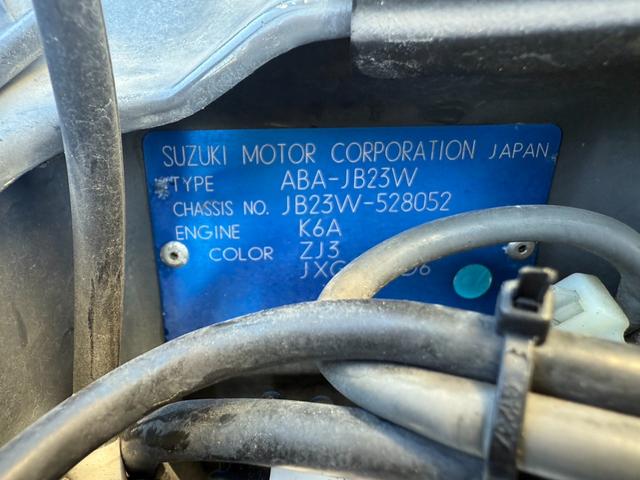 SUZUKI MOTOR CORPORATION JAPAN
TYPE ABA-JB23W
CHASSIS NO. JB23W-528052
ENGINE K6A
COLOR ZJ3